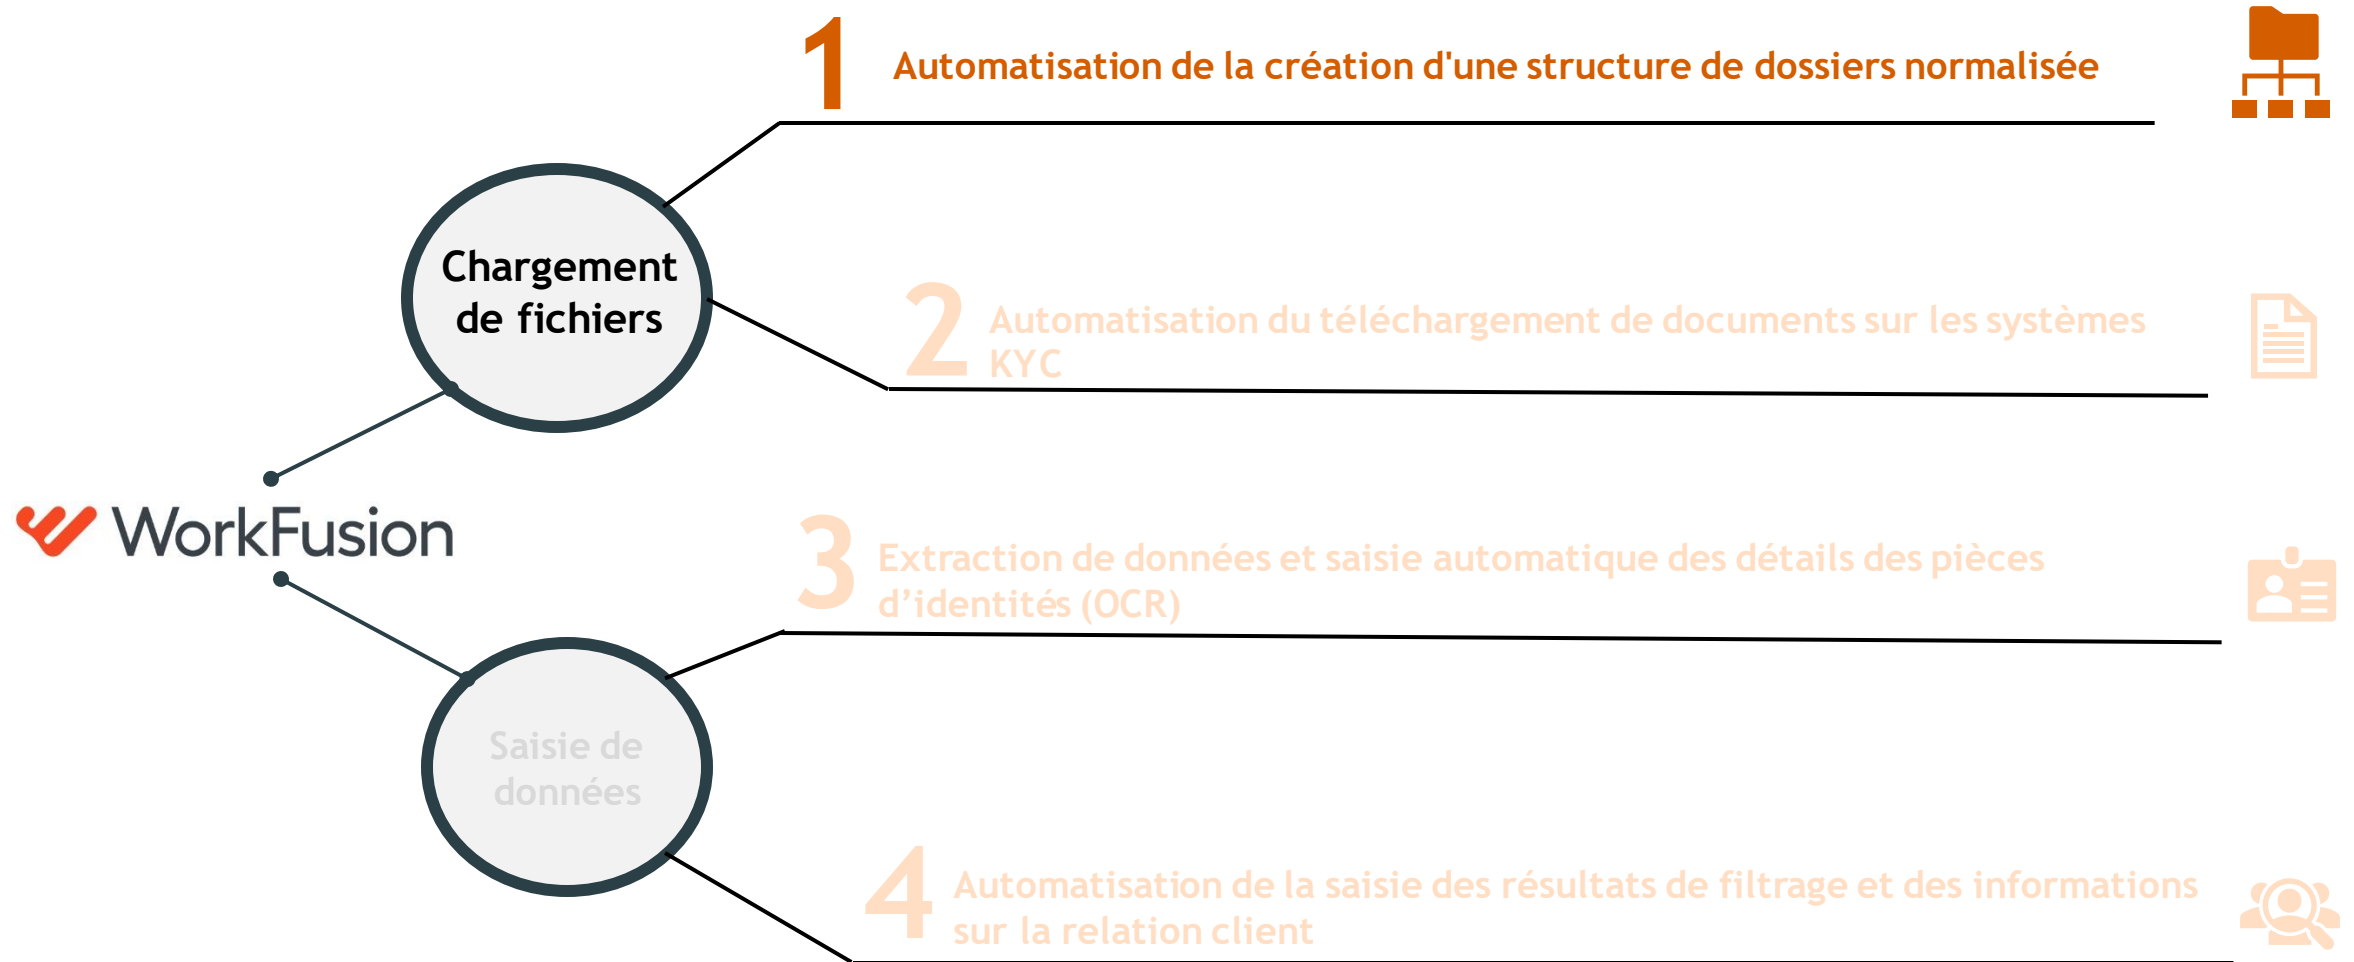 1
Automatisation de la création d'une structure de dossiers normalisée
Chargement
de fichiers
2
Automatisation du téléchargement de documents sur les systèmes
KYC
WorkFusion
3
Extraction de données et saisie automatique des détails des pièces
d’identités (OCR)
Saisie de
données
4
Automatisation de la saisie des résultats de filtrage et des informations
sur la relation client